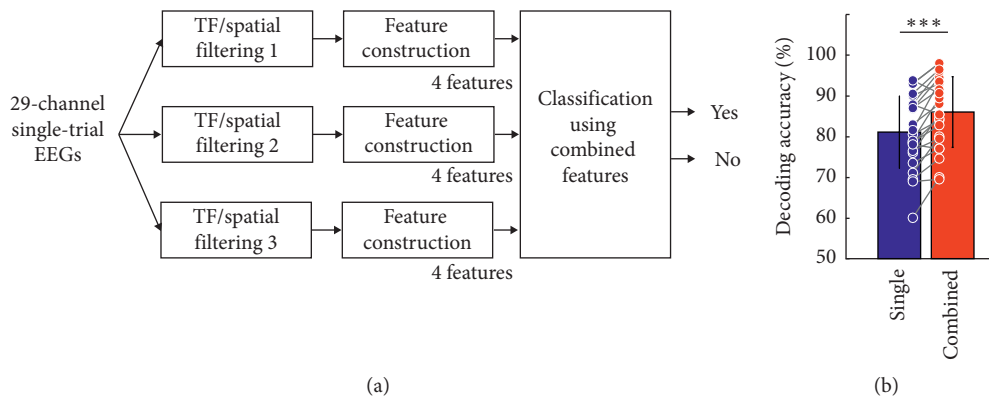 29-channel
single-trial
EEGs
TF/spatial
filtering 1
Feature
construction
4 features
TF/spatial
filtering 2
Feature
construction
4 features
TF/spatial
filtering 3
Feature
construction
4 features
Classification
using
combined
features
Yes
No
(a)
Decoding accuracy (%)
100
90
80
70
60
50
***
Single
Combined
(b)